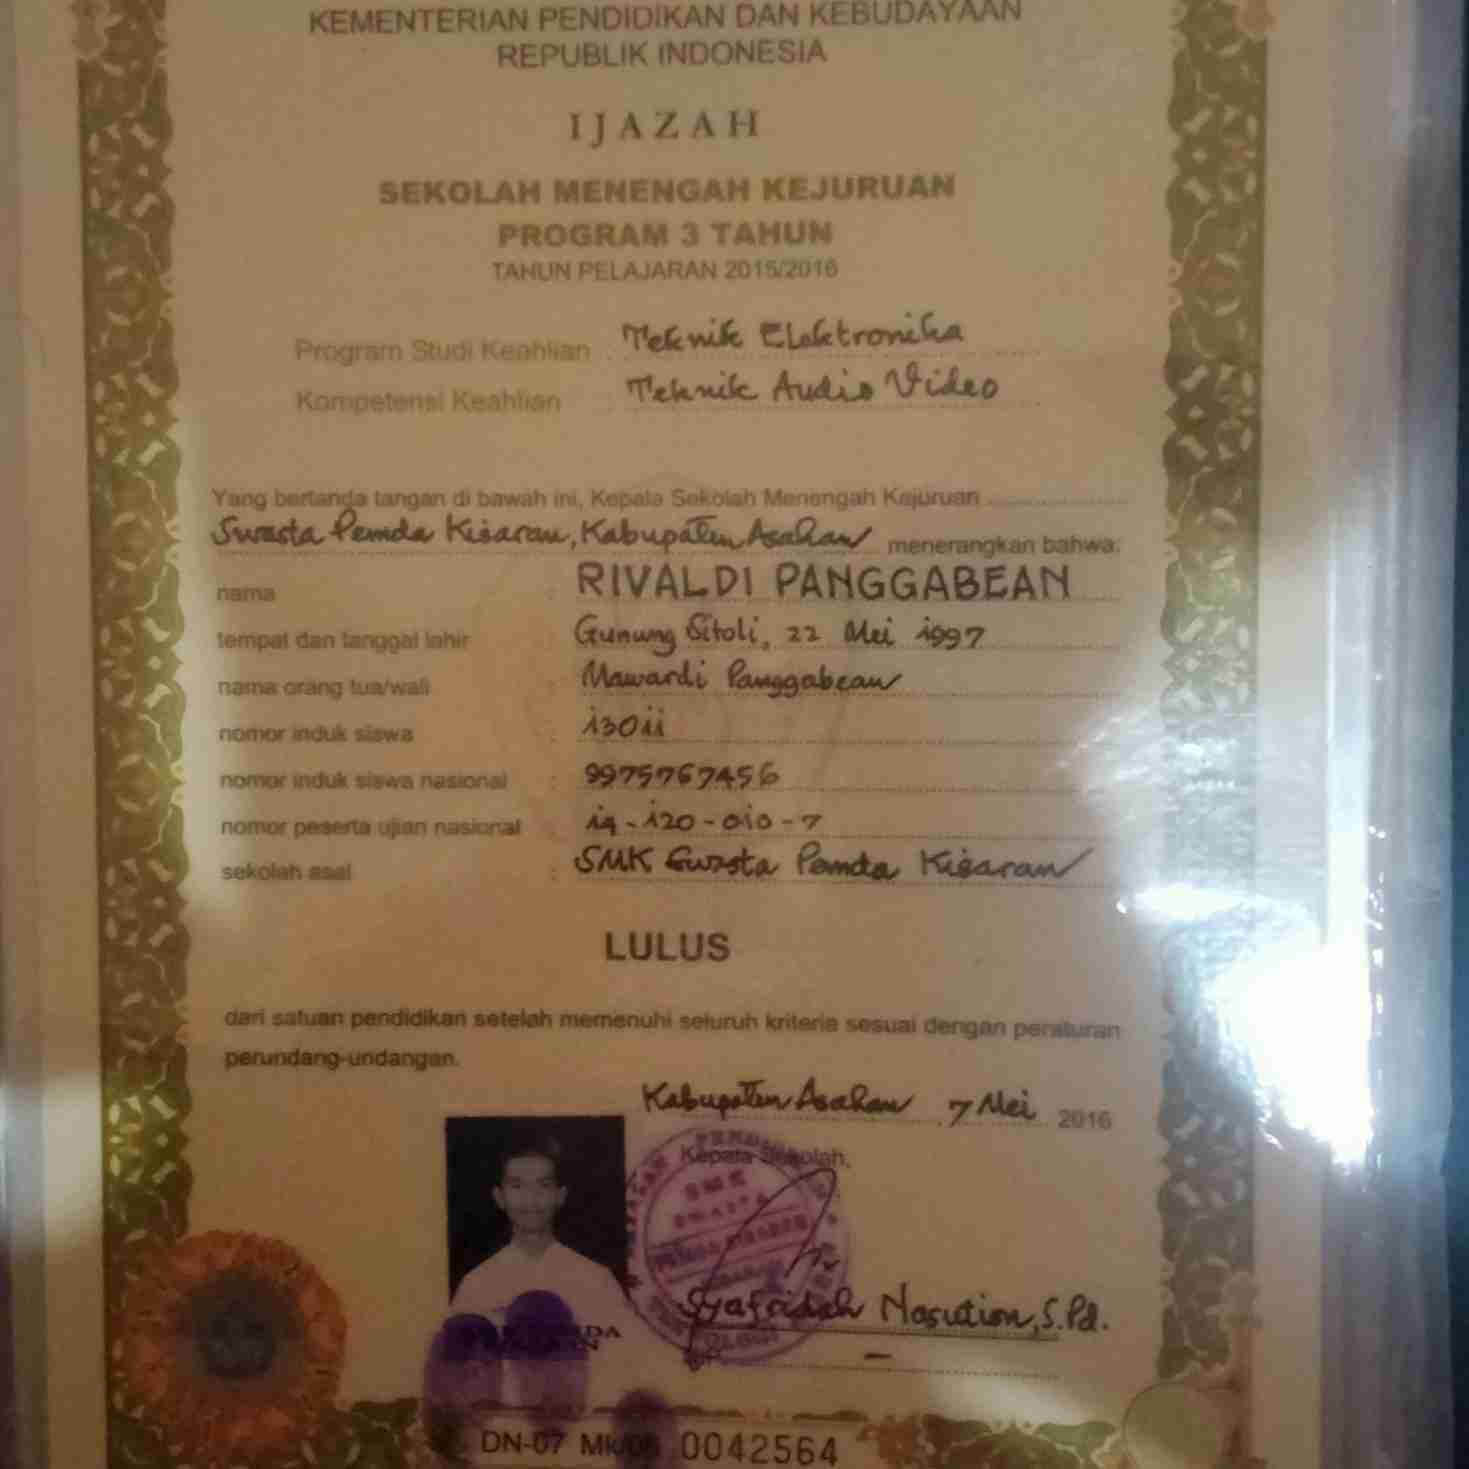 KEMENTERIAN PENDIDIKAN DAN KEBUDAYAAN
REPUBLIK INDONESIA
IJAZAH
SEKOLAH MENENGAH KEJURUAN
PROGRAM 3 TAHUN
TAHUN PELAJARAN 2015/2016
Program Studi Keahlian : Teknik Elektronika
Kompetensi Keahlian : Teknik Audio Video
Yang bertanda tangan di bawah ini, Kepala Sekolah Menengah Kejuruan
Swasta Pemda Kisaran, Kabupaten Asahan menerangkan bahwa:
nama : RIVALDI PANGGABEAN
tempat dan tanggal lahir : Gunung Sitoli, 22 Mei 1997
nama orang tua/wali : Mawardi Panggabean
nomor induk siswa : 13011
nomor induk siswa nasional : 9975767456
nomor peserta ujian nasional : 14-120-010-7
sekolah asal : SMK Swasta Pemda Kisaran
LULUS
dari satuan pendidikan setelah memenuhi seluruh kriteria sesuai dengan peraturan
perundang-undangan.
Kabupaten Asahan, 7 Mei 2016
Kepala Sekolah,
SMK
Syafridah Nasution, S.Pd.
DN-07 Mk 0042564